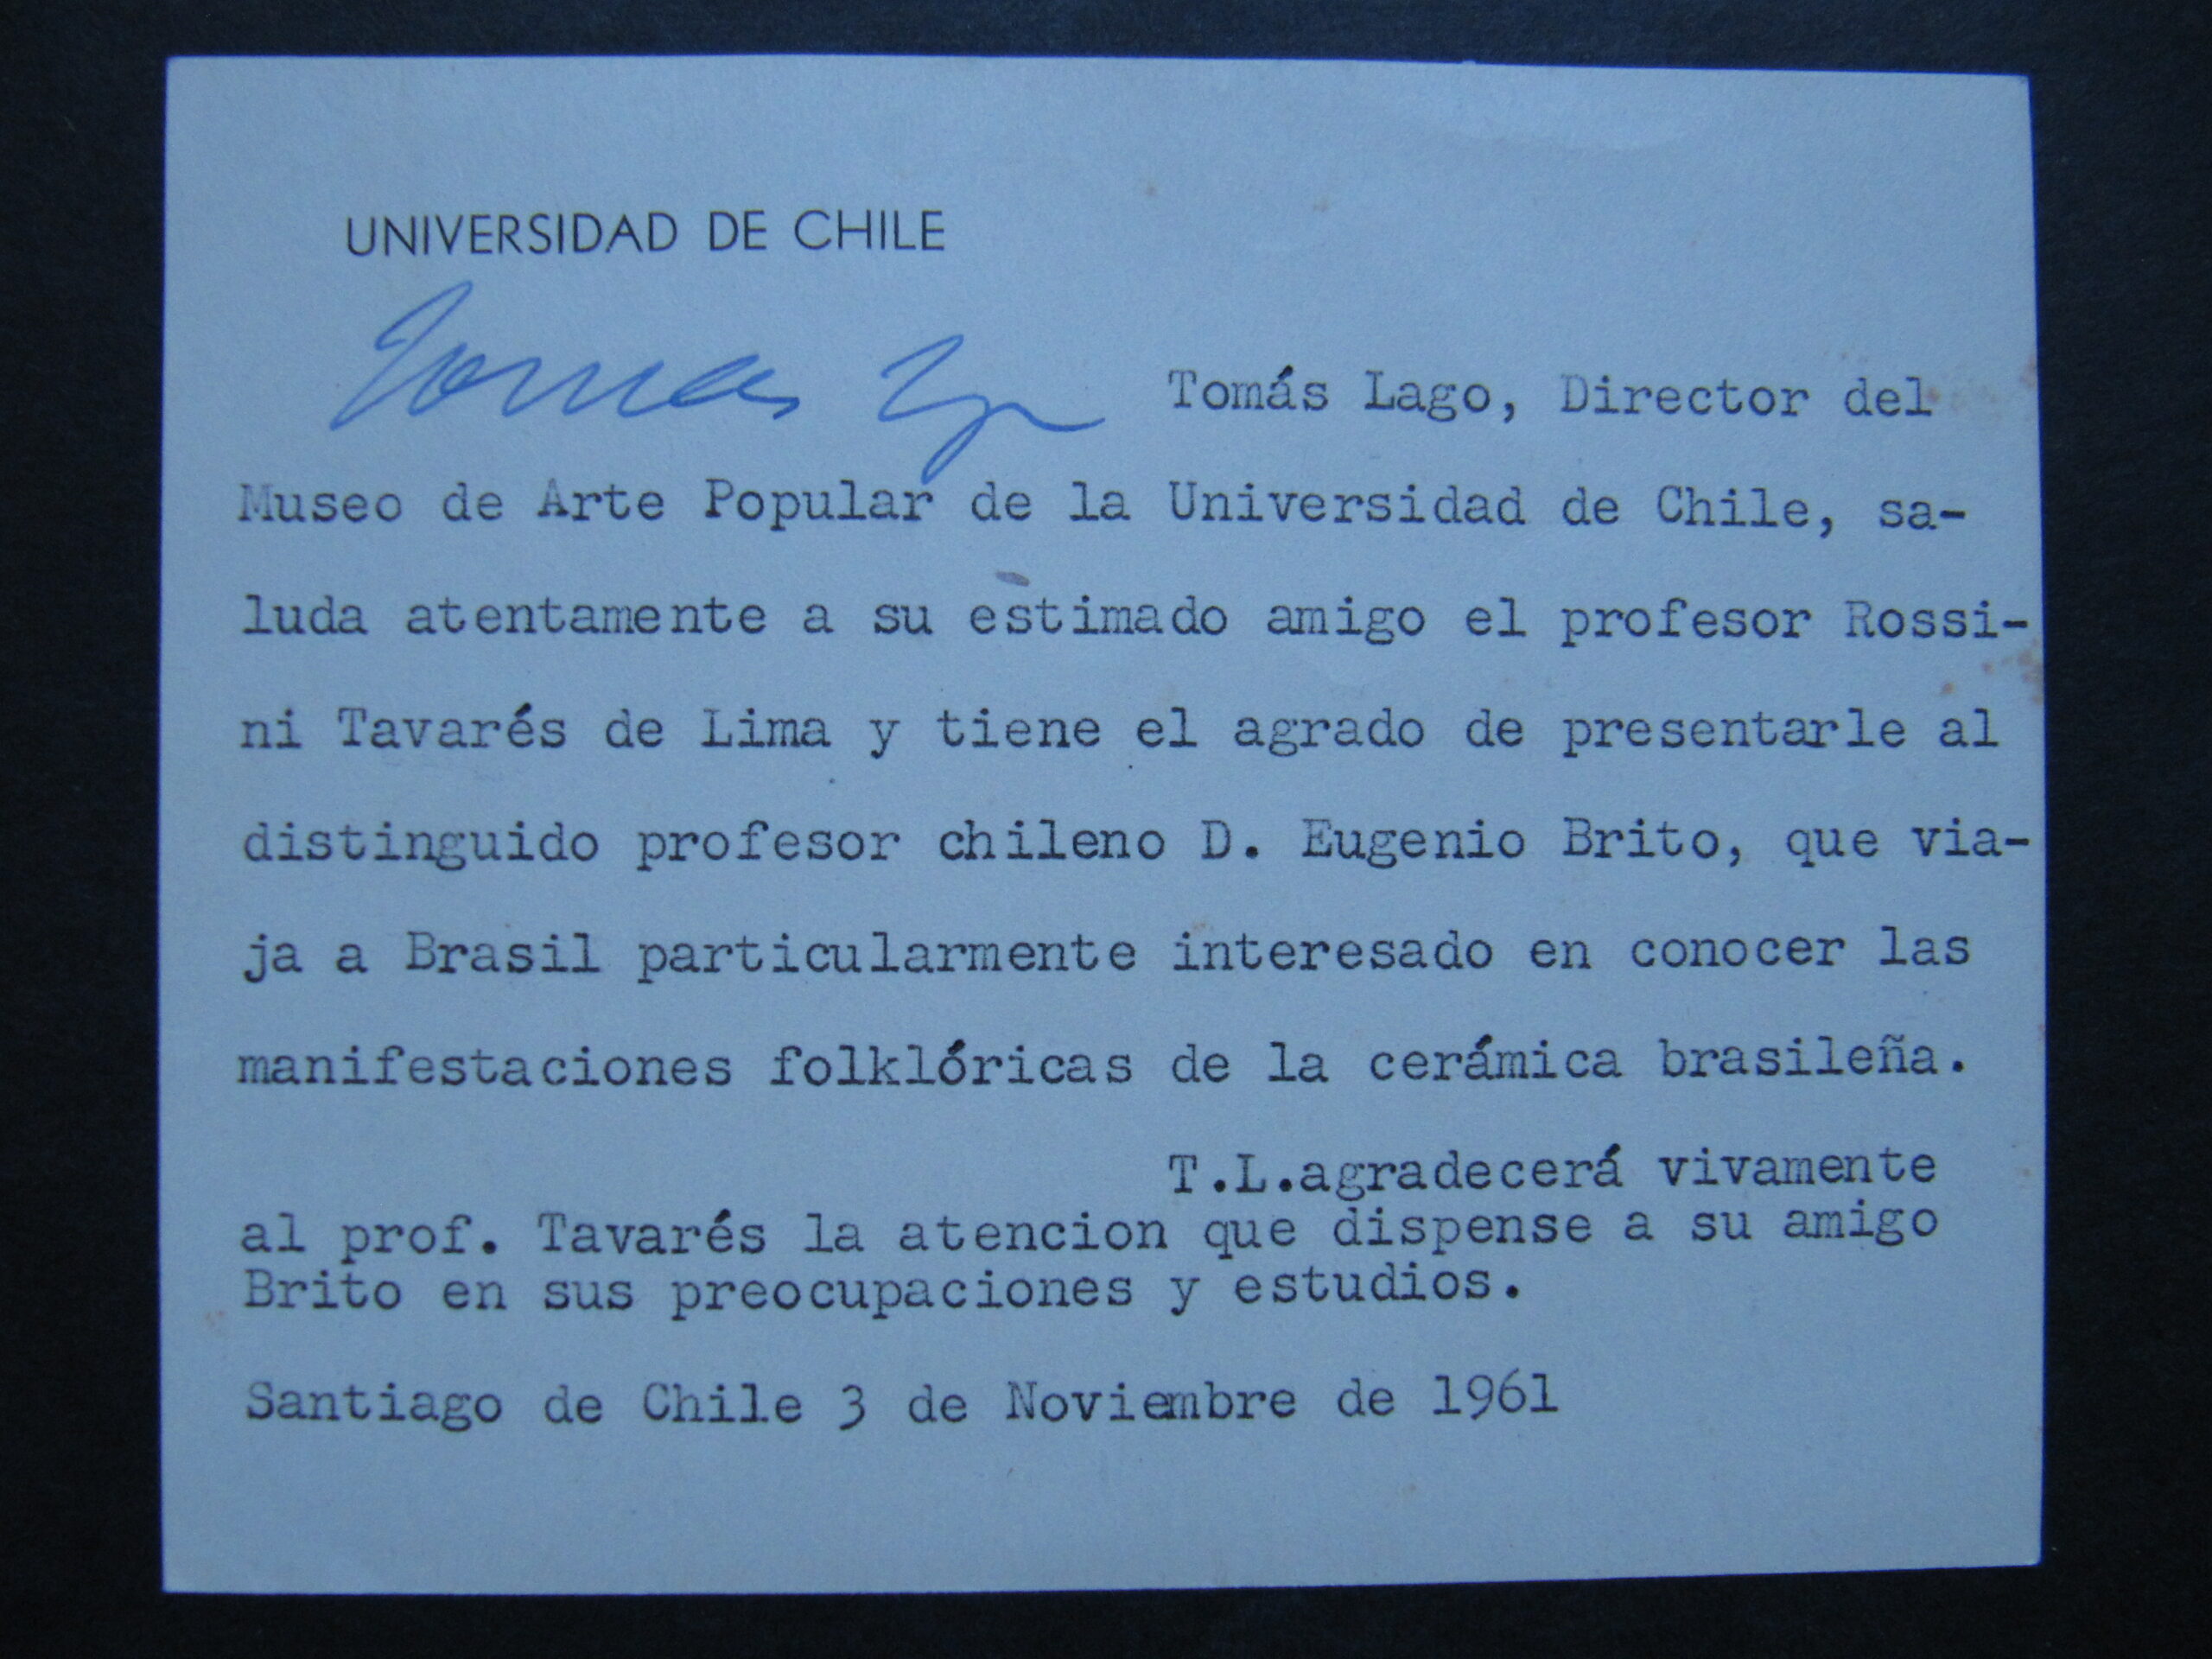 UNIVERSIDAD DE CHILE
Tomas Lago Tomás Lago, Director del
Museo de Arte Popular de la Universidad de Chile, sa-
luda atentamente a su estimado amigo el profesor Rossi-
ni Tavarés de Lima y tiene el agrado de presentarle al
distinguido profesor chileno D. Eugenio Brito, que via-
ja a Brasil particularmente interesado en conocer las
manifestaciones folklóricas de la cerámica brasileña.
T.L.agradecerá vivamente
al prof. Tavarés la atencion que dispense a su amigo
Brito en sus preocupaciones y estudios.
Santiago de Chile 3 de Noviembre de 1961